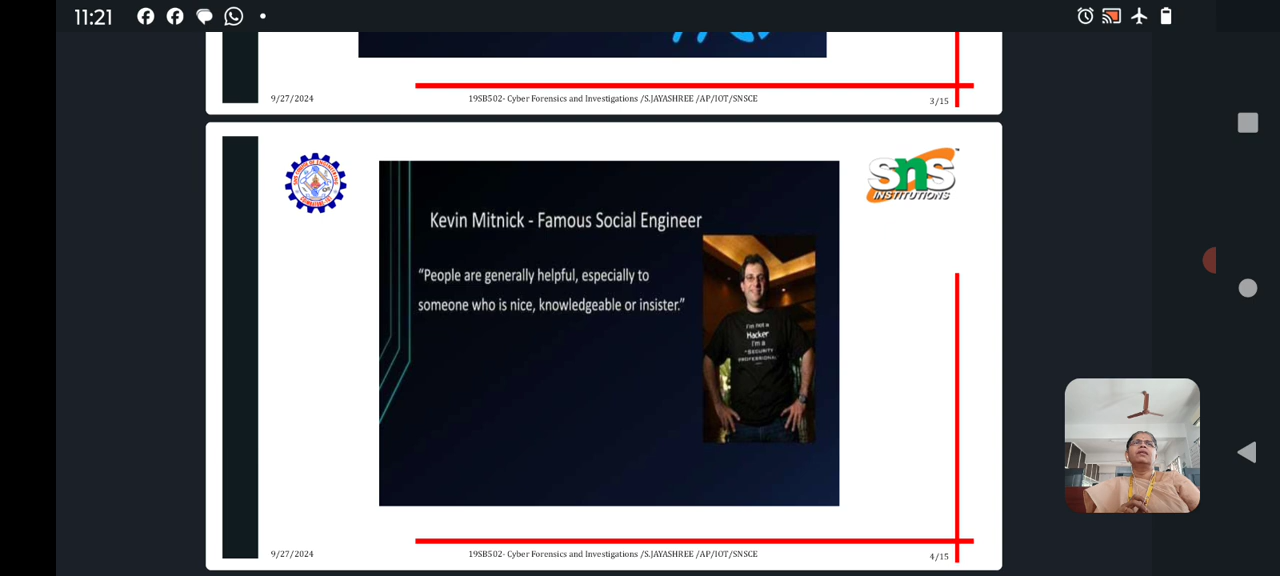 11:21
9/27/2024
19SB502- Cyber Forensics and Investigations /S.JAYASHREE /AP/IOT/SNSCE
3/15
sns
INSTITUTIONS
™
Kevin Mitnick - Famous Social Engineer
"People are generally helpful, especially to
someone who is nice, knowledgeable or insister."
I'm not a
Hacker
I'm a
"SECURITY
PROFESSIONAL"
9/27/2024
19SB502- Cyber Forensics and Investigations /S.JAYASHREE /AP/IOT/SNSCE
4/15